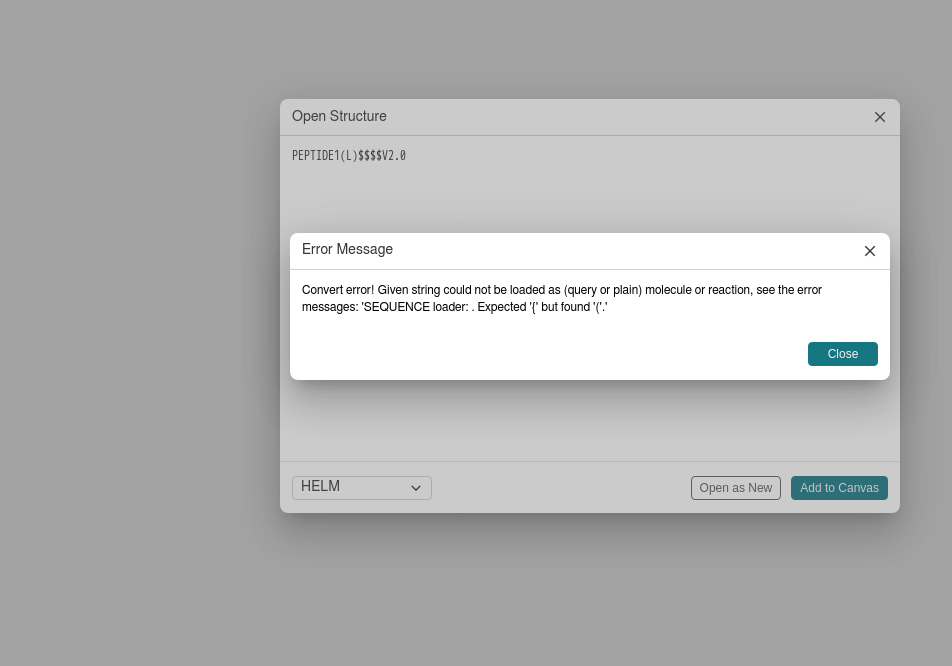 Open Structure
PEPTIDE1(L)$$$$V2.0
Error Message
Convert error! Given string could not be loaded as (query or plain) molecule or reaction, see the error
messages: 'SEQUENCE loader: . Expected '{' but found '('.'
Close
HELM
Open as New
Add to Canvas